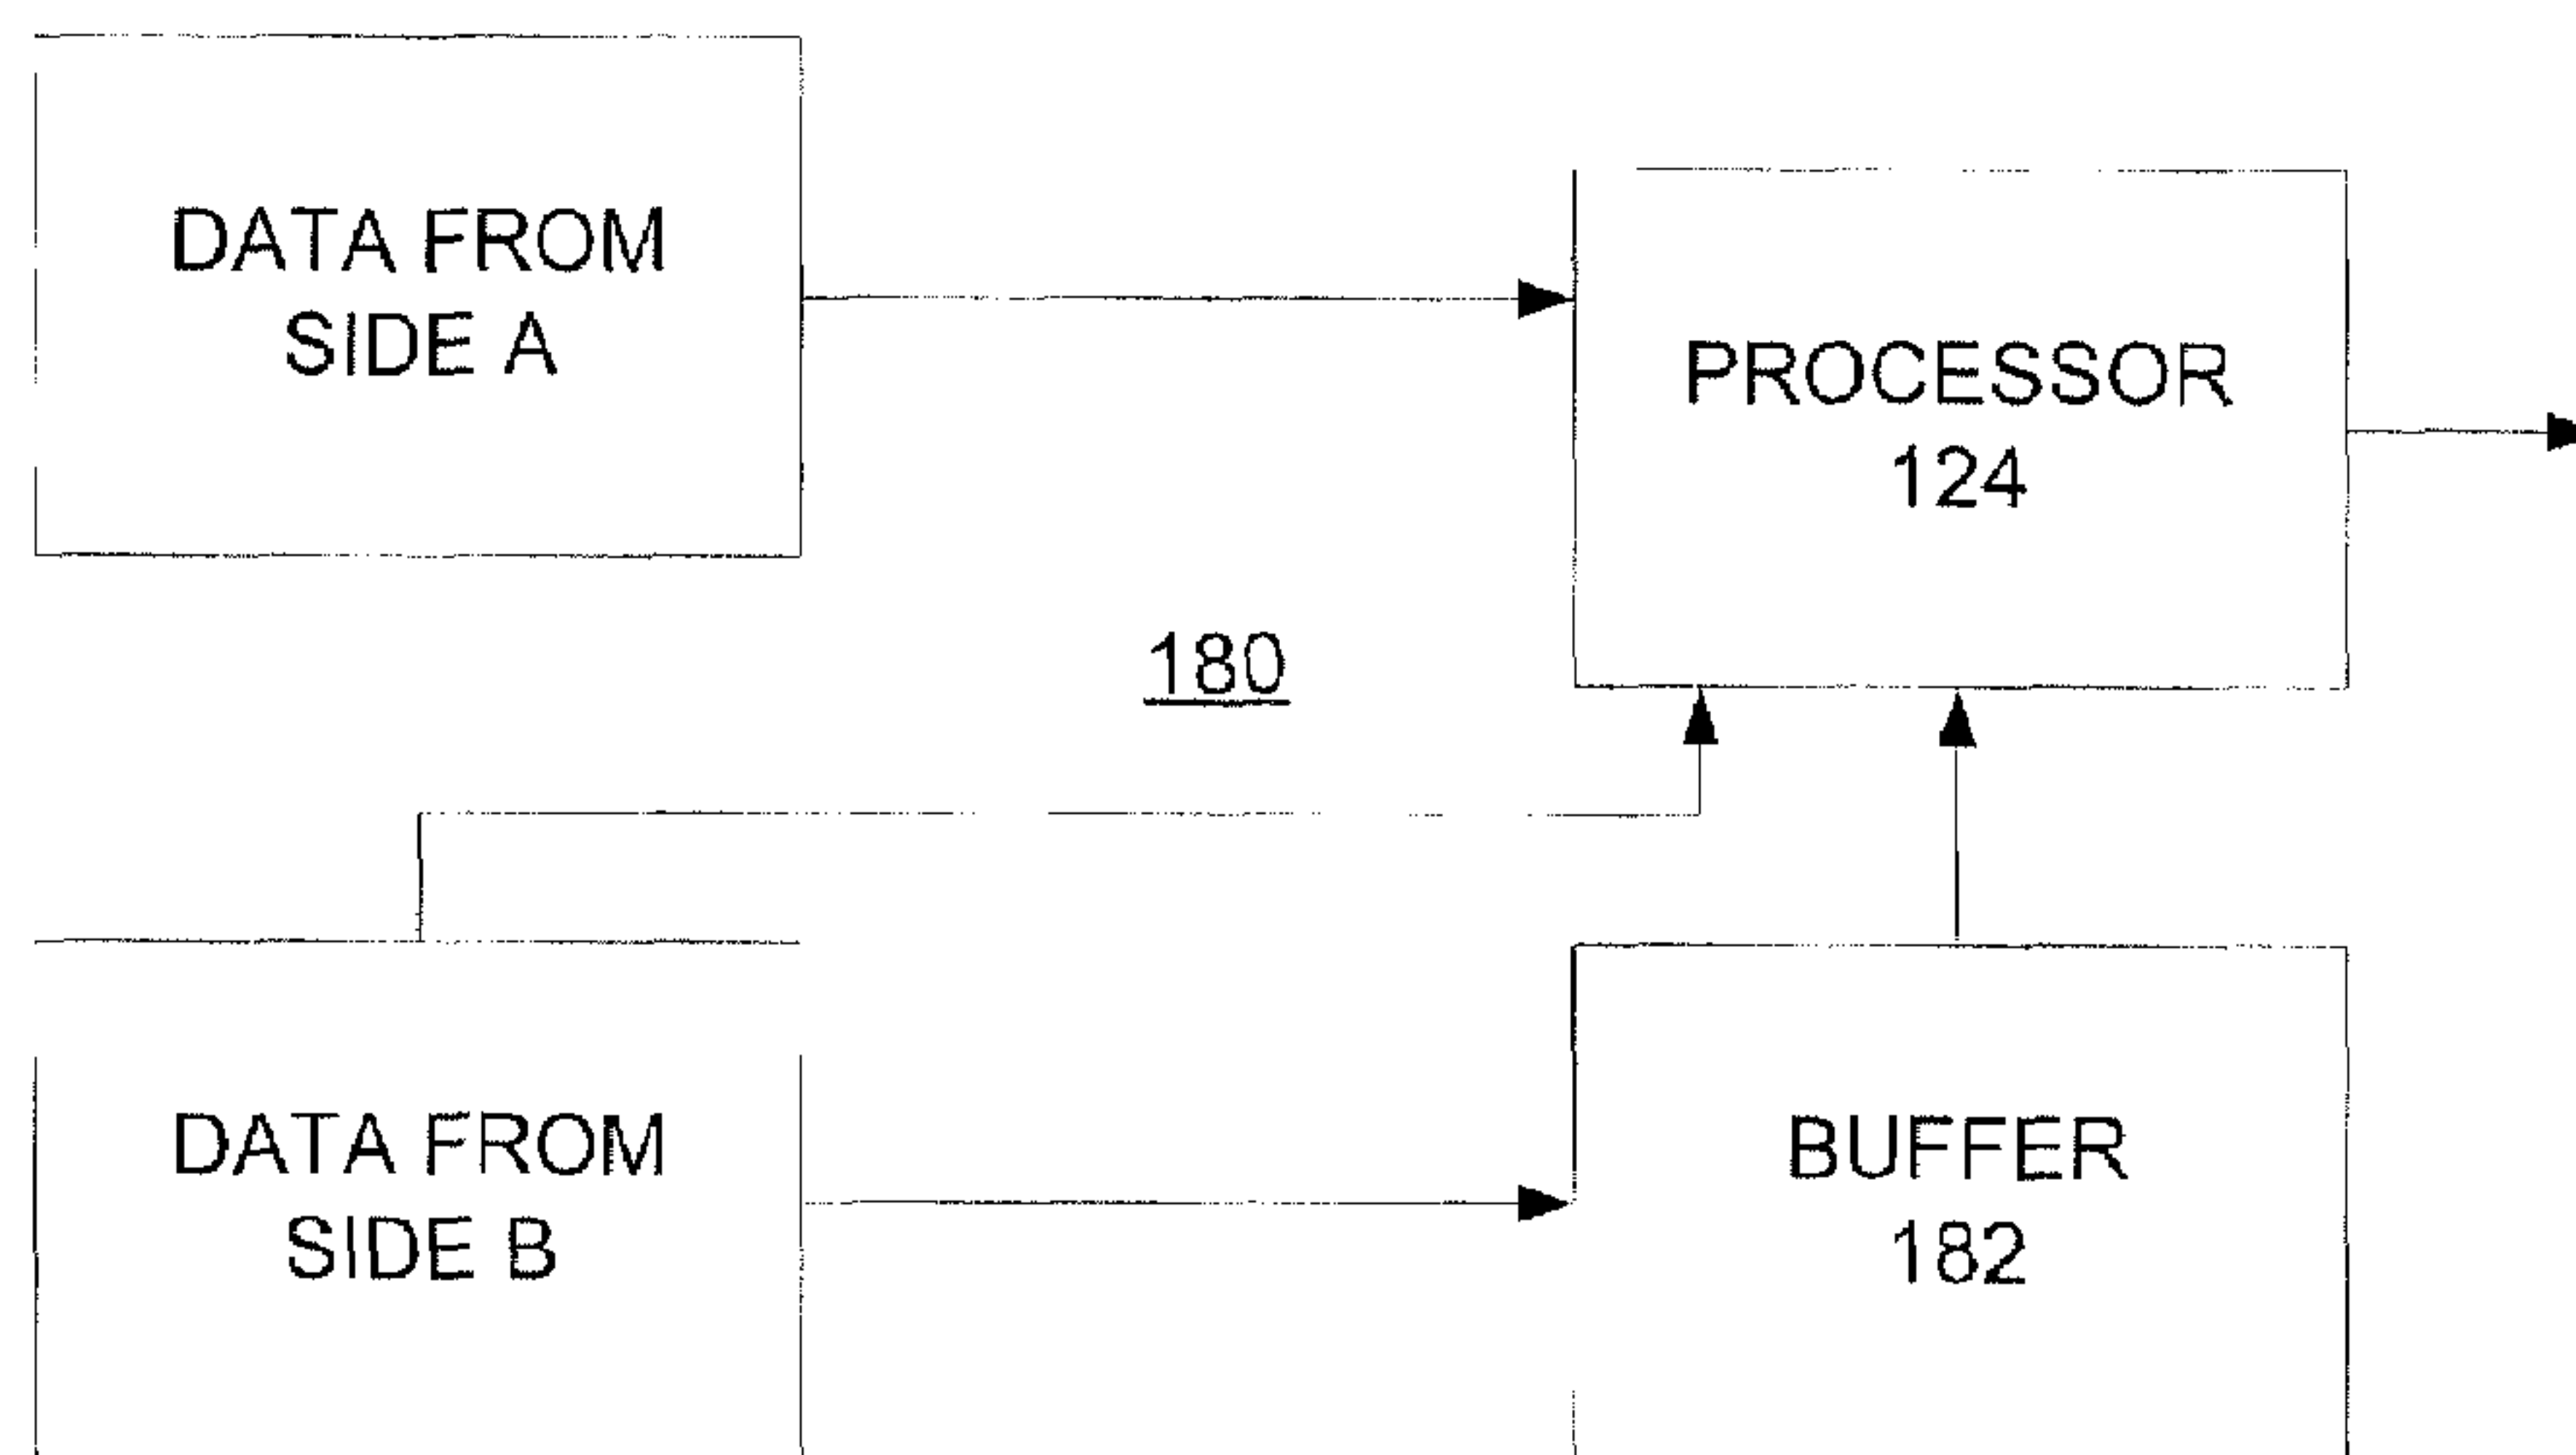 DATA FROM
SIDE A
PROCESSOR
124
180
DATA FROM
SIDE B
BUFFER
182